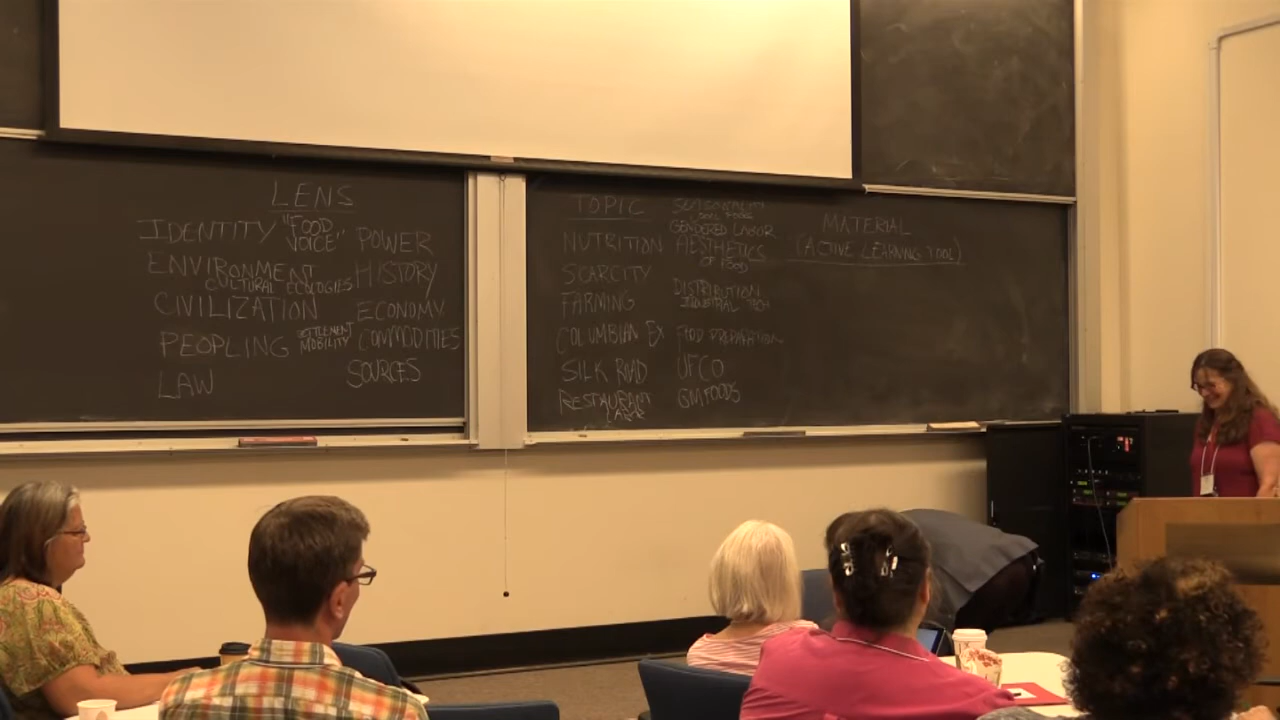 LENS
IDENTITY "FOOD VOICE" POWER
ENVIRONMENT HISTORY
CULTURAL ECOLOGIES
CIVILIZATION ECONOMY
PEOPLING SETTLEMENT MOBILITY COMMODITIES
LAW SOURCES
TOPIC
NUTRITION
SCARCITY
FARMING
COLUMBIAN EX
SILK ROAD
RESTAURANT
SEASONALITY
GENDERED LABOR
AESTHETICS
OF FOOD
DISTRIBUTION
INDUSTRIAL TECH
FOOD PREPARATION
UFCO
GM FOODS
MATERIAL
(ACTIVE LEARNING TOOL)